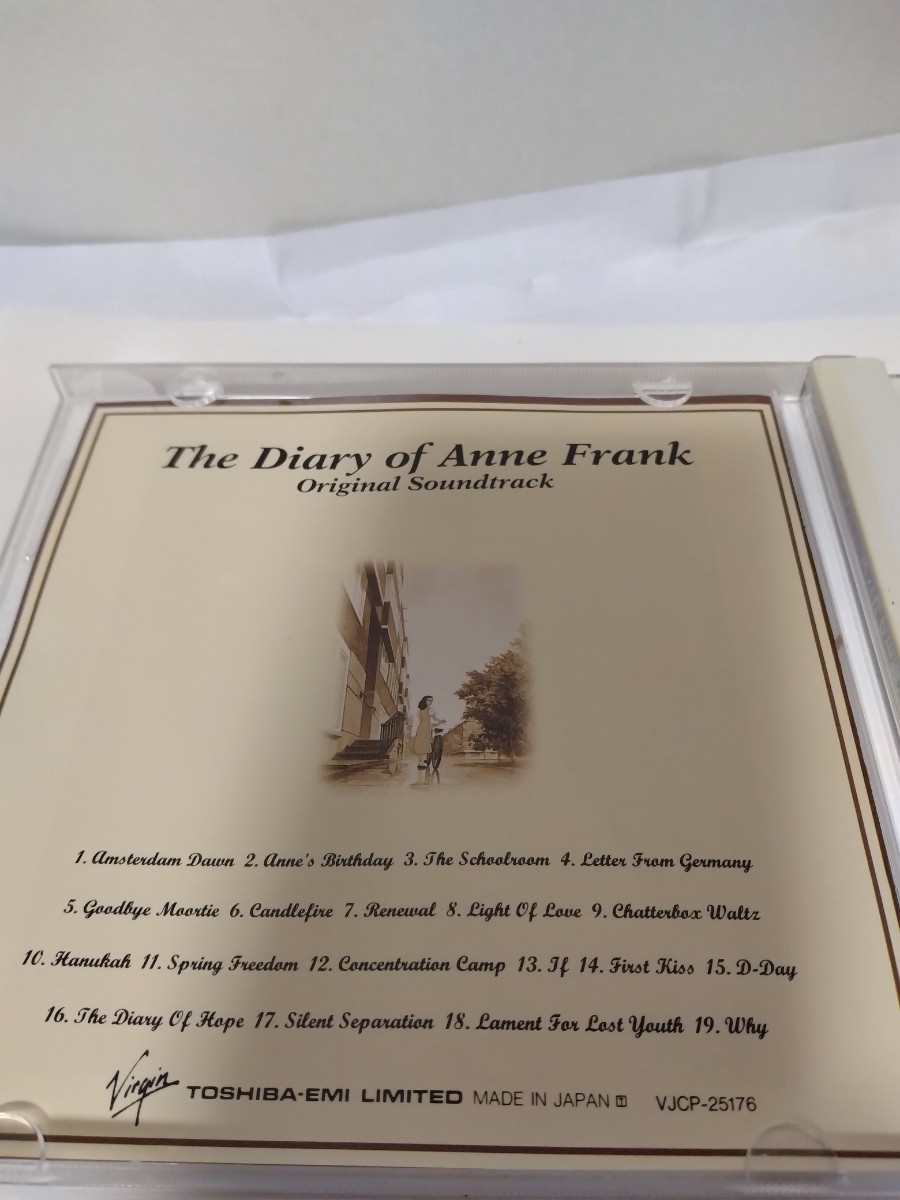 The Diary of Anne Frank
Original Soundtrack
1. Amsterdam Dawn 2. Anne's Birthday 3. The Schoolroom 4. Letter From Germany
5. Goodbye Moortie 6. Candlefire 7. Renewal 8. Light Of Love 9. Chatterbox Waltz
10. Hanukah 11. Spring Freedom 12. Concentration Camp 13. If 14. First Kiss 15. D-Day
16. The Diary Of Hope 17. Silent Separation 18. Lament For Lost Youth 19. Why
Virgin TOSHIBA-EMI LIMITED MADE IN JAPAN 🅃 VJCP-25176